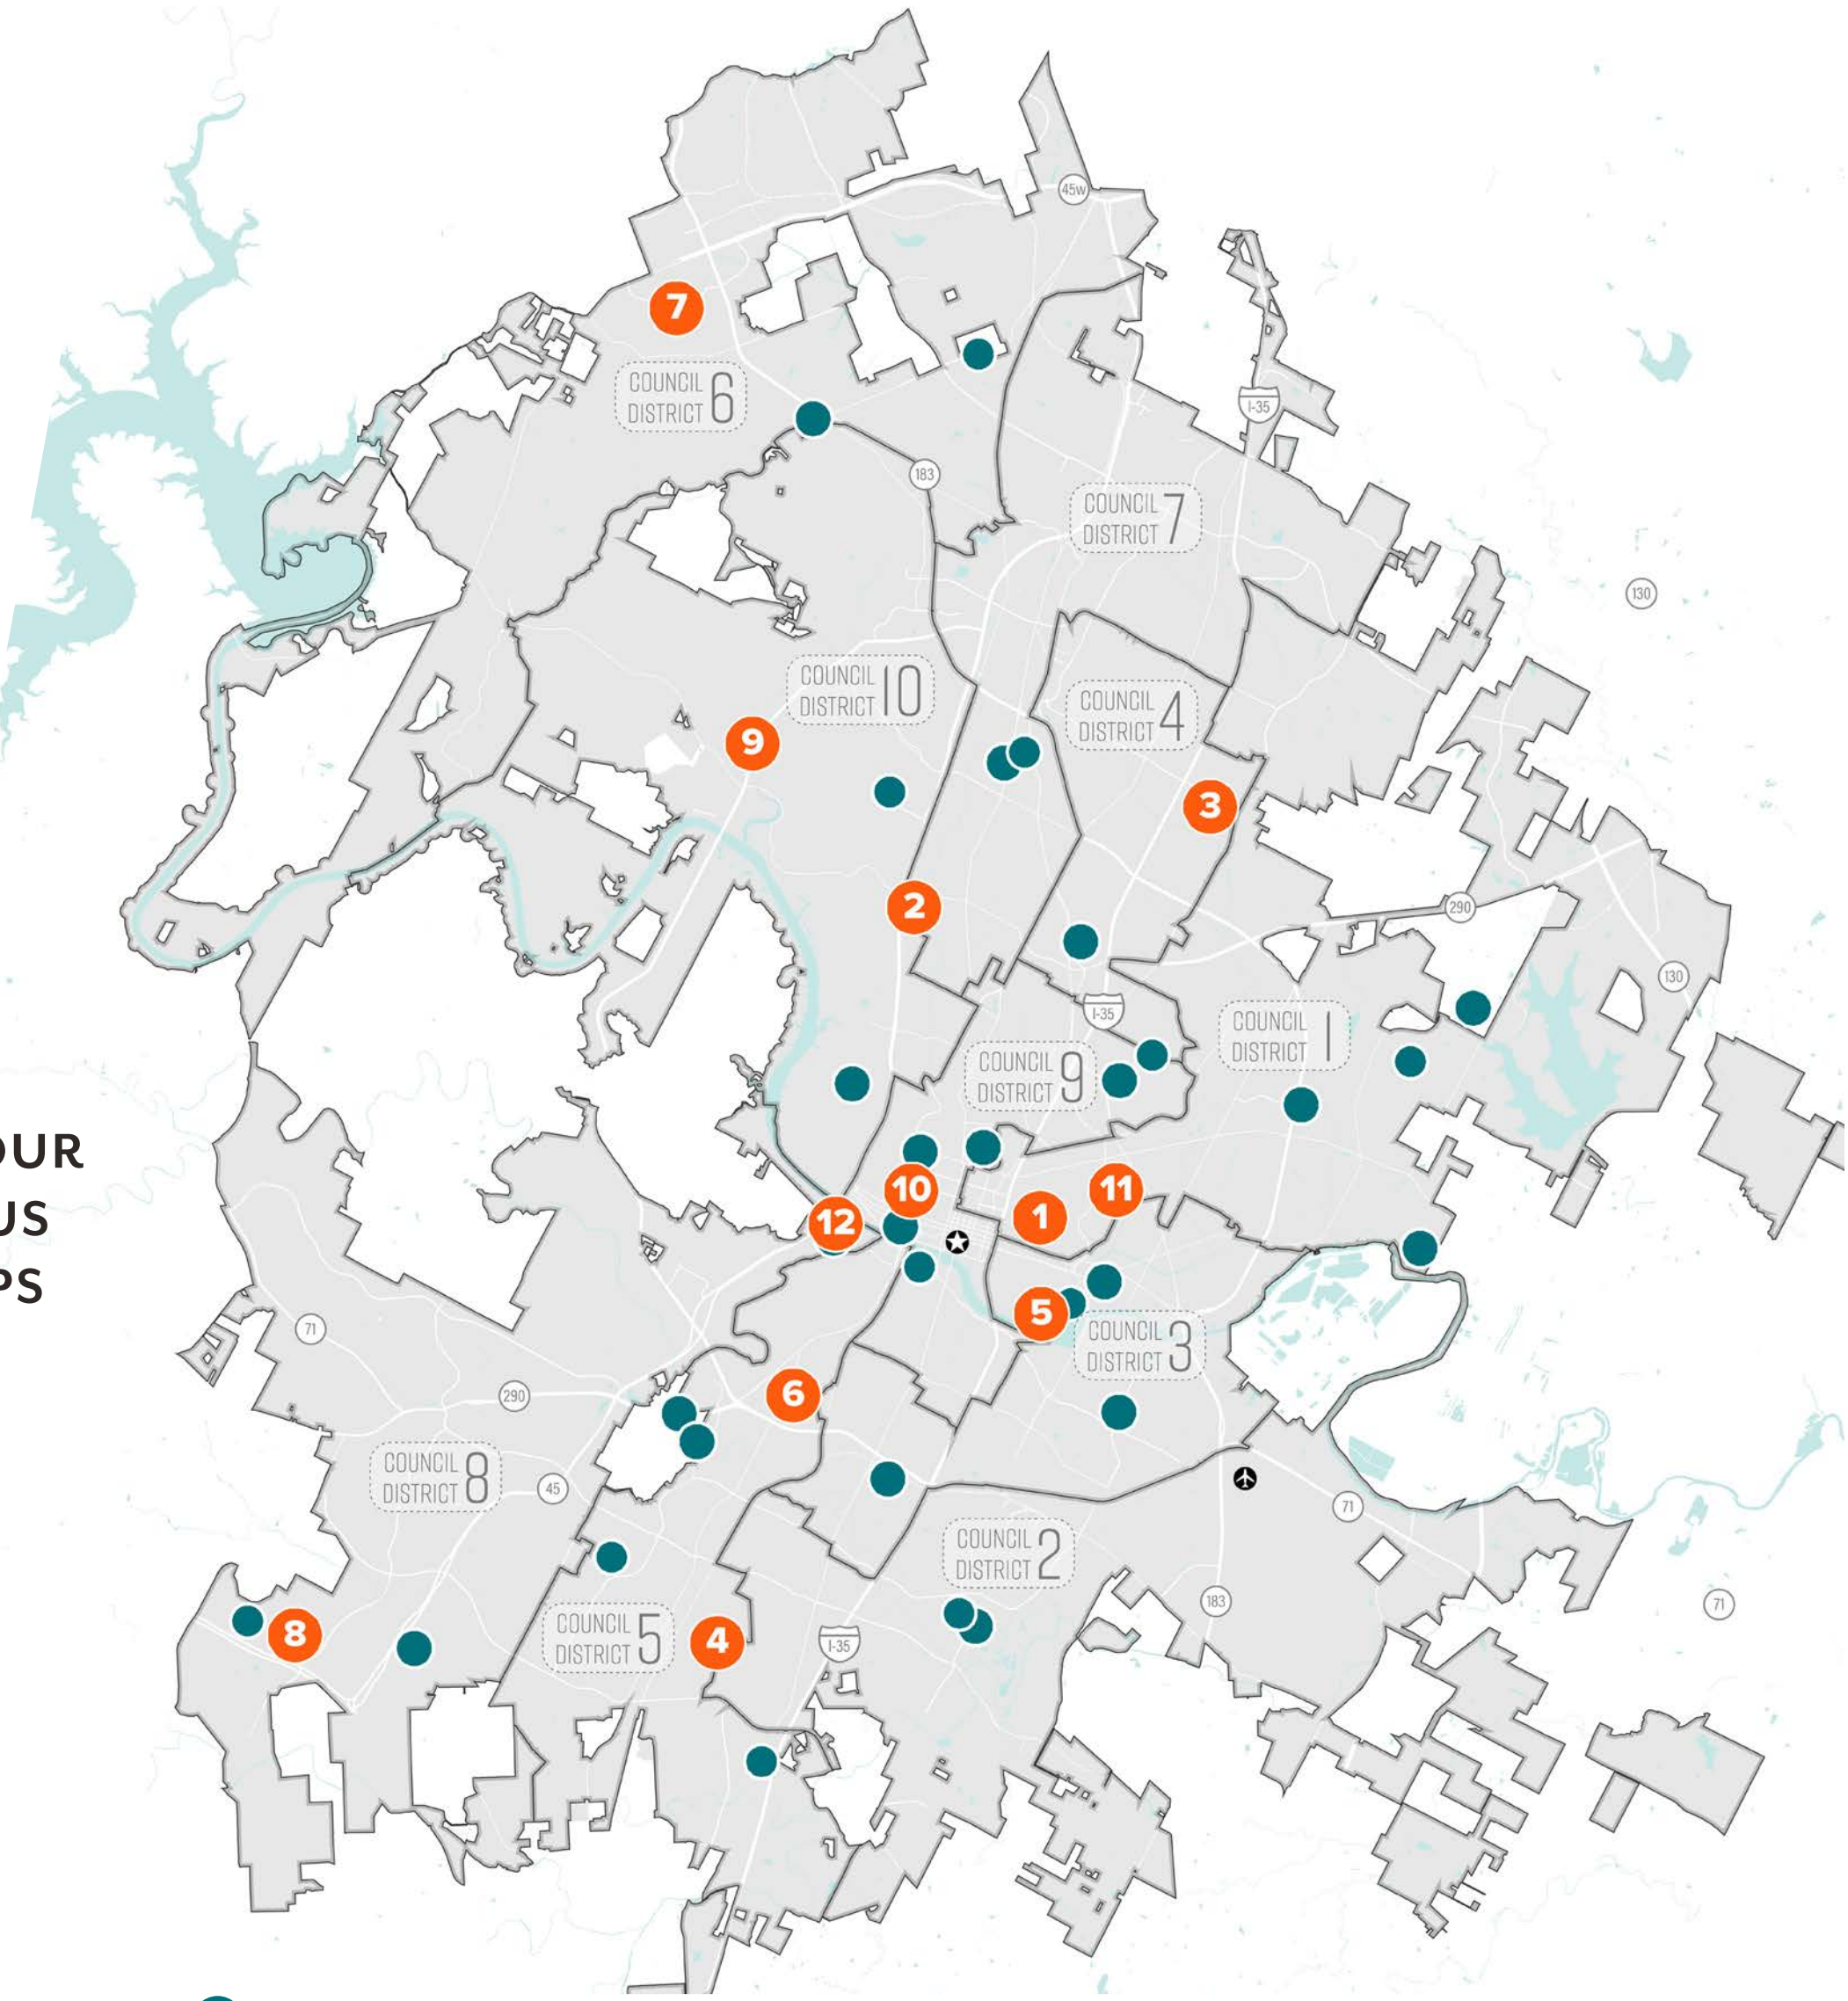 45w
7
COUNCIL
DISTRICT 6
I-35
183
COUNCIL
DISTRICT 7
130
COUNCIL
DISTRICT 10
COUNCIL
DISTRICT 4
9
3
2
290
130
I-35
COUNCIL
DISTRICT 1
COUNCIL
DISTRICT 9
OUR
US
PS
10
11
12
1
5
COUNCIL
DISTRICT 3
71
290
6
COUNCIL
DISTRICT 8
45
71
COUNCIL
DISTRICT 2
183
71
8
COUNCIL
DISTRICT 5
4
I-35